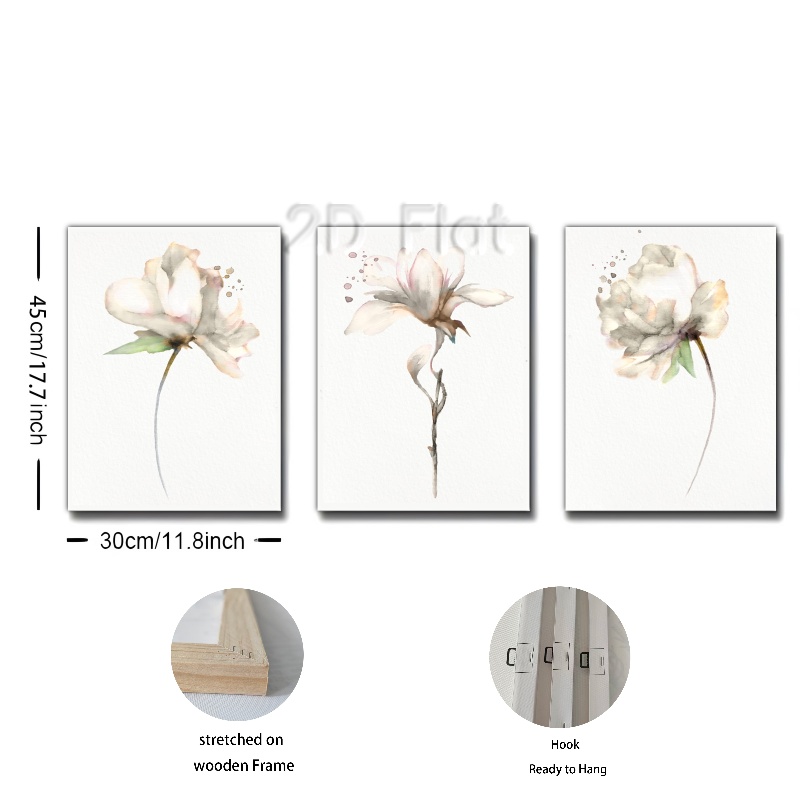 2D Flat
45cm/17.7inch
30cm/11.8inch
stretched on
wooden Frame
Hook
Ready to Hang